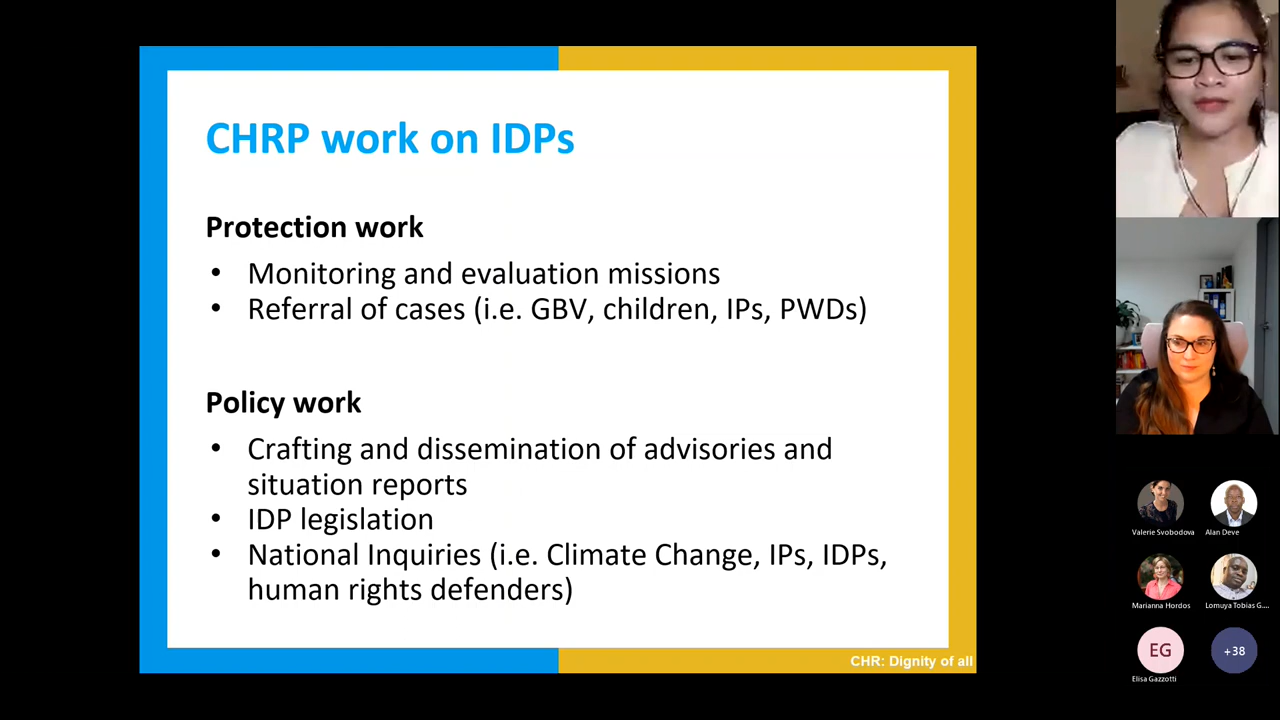 CHRP work on IDPs
Protection work
• Monitoring and evaluation missions
• Referral of cases (i.e. GBV, children, IPs, PWDs)
Policy work
• Crafting and dissemination of advisories and
situation reports
• IDP legislation
• National Inquiries (i.e. Climate Change, IPs, IDPs,
human rights defenders)
CHR: Dignity of all
Valerie Svobodova
Alan Deve
Marianna Hordos
Lomuya Tobias G....
EG
+38
Elisa Gazzotti